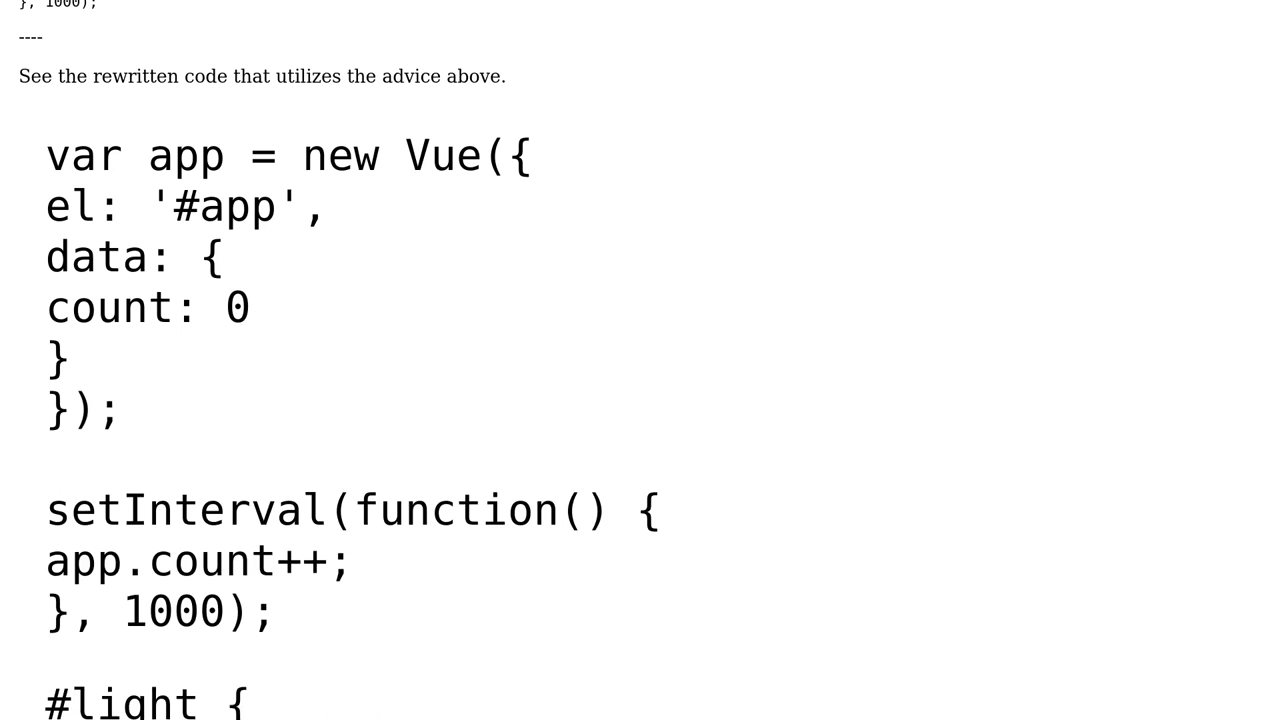 }, 1000);
----
See the rewritten code that utilizes the advice above.
var app = new Vue({
el: '#app',
data: {
count: 0
}
});
setInterval(function() {
app.count++;
}, 1000);
#light {